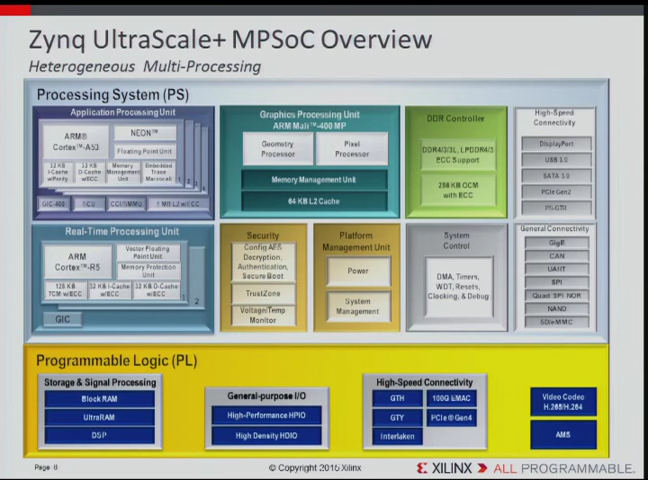 Zynq UltraScale+ MPSoC Overview
Heterogeneous Multi-Processing
Processing System (PS)
Application Processing Unit
ARM®
Cortex™-A53
NEON™
Floating Point Unit
32 KB
I-Cache
w/Parity
32 KB
D-Cache
w/ECC
Memory
Management
Unit
Embedded
Trace
Macrocell
1
2
3
4
GIC-400
SCU
CCI/SMMU
1 MB L2 w/ECC
Graphics Processing Unit
ARM Mali™-400 MP
Geometry
Processor
Pixel
Processor
Memory Management Unit
64 KB L2 Cache
DDR Controller
DDR4/3/3L, LPDDR4/3
ECC Support
256 KB OCM
with ECC
High-Speed
Connectivity
DisplayPort
USB 3.0
SATA 3.0
PCIe Gen2
PS-GTR
Real-Time Processing Unit
ARM
Cortex™-R5
Vector Floating
Point Unit
Memory Protection
Unit
128 KB
TCM w/ECC
32 KB I-Cache
w/ECC
32 KB D-Cache
w/ECC
1
2
GIC
Security
Config AES
Decryption,
Authentication,
Secure Boot
TrustZone
Voltage/Temp
Monitor
Platform
Management Unit
Power
System
Management
System
Control
DMA, Timers,
WDT, Resets,
Clocking, & Debug
General Connectivity
GigE
CAN
UART
SPI
Quad SPI NOR
NAND
SD/eMMC
Programmable Logic (PL)
Storage & Signal Processing
Block RAM
UltraRAM
DSP
General-purpose I/O
High-Performance HPIO
High Density HDIO
High-Speed Connectivity
GTH
100G EMAC
GTY
PCIe® Gen4
Interlaken
Video Codec
H.265/H.264
AMS
Page 6
© Copyright 2015 Xilinx
XILINX
ALL PROGRAMMABLE.